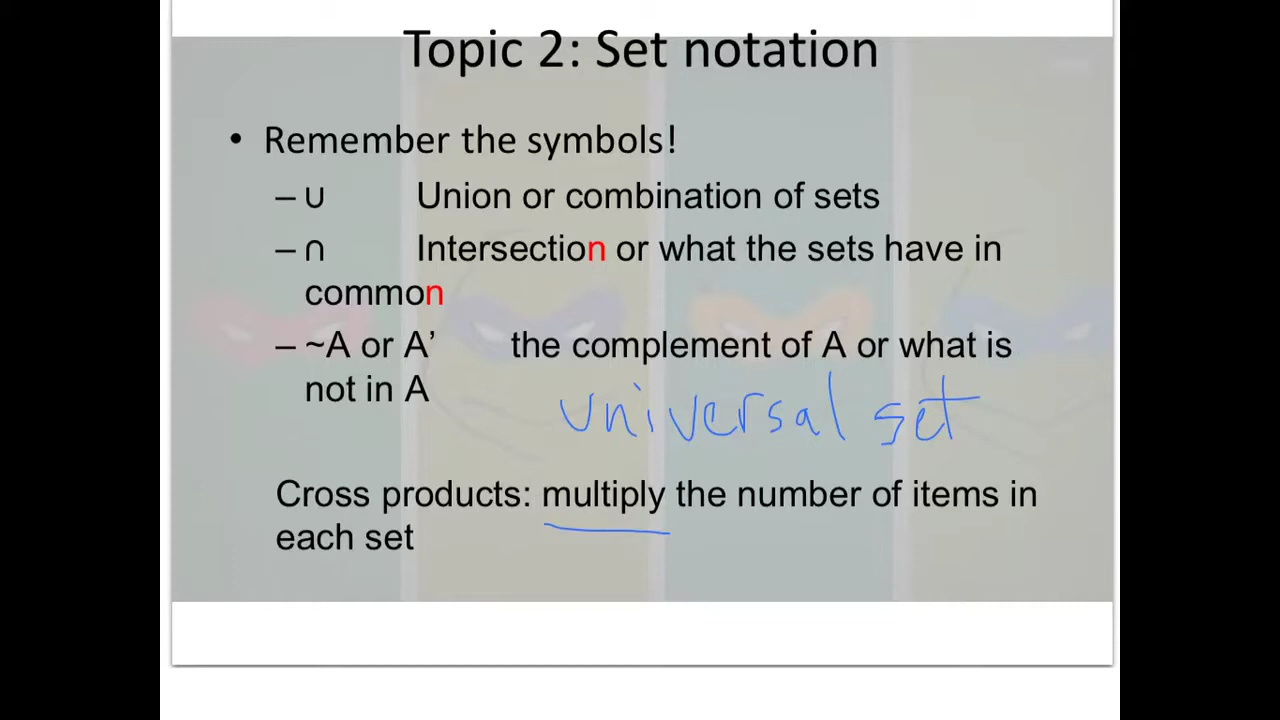 Topic 2: Set notation
• Remember the symbols!
– ∪ Union or combination of sets
– ∩ Intersection or what the sets have in
common
– ~A or A’ the complement of A or what is
not in A
universal set
Cross products: multiply the number of items in
each set